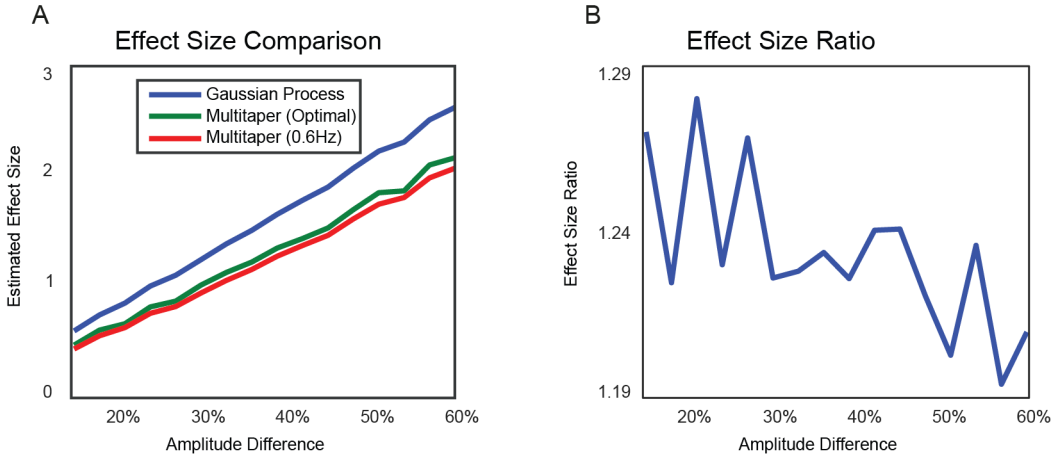 A
Effect Size Comparison
3
2
1
0
Estimated Effect Size
Gaussian Process
Multitaper (Optimal)
Multitaper (0.6Hz)
20% 30% 40% 50% 60%
Amplitude Difference
B
Effect Size Ratio
1.29
1.24
1.19
Effect Size Ratio
20% 30% 40% 50% 60%
Amplitude Difference